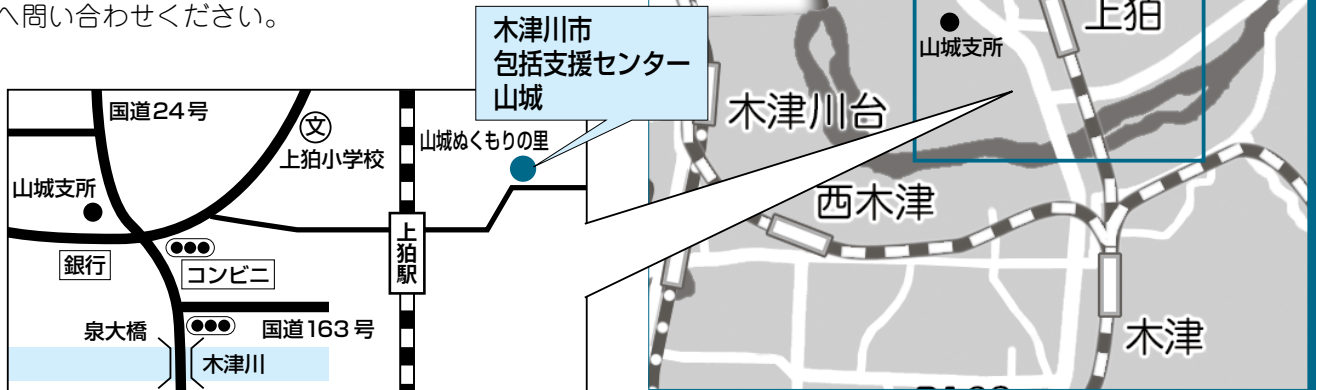 へ問い合わせください。
木津川市
包括支援センター
山城
国道24号
文
上狛小学校
山城ぬくもりの里
山城支所
上狛駅
銀行
コンビニ
泉大橋
国道163号
木津川
上狛
山城支所
木津川台
西木津
木津